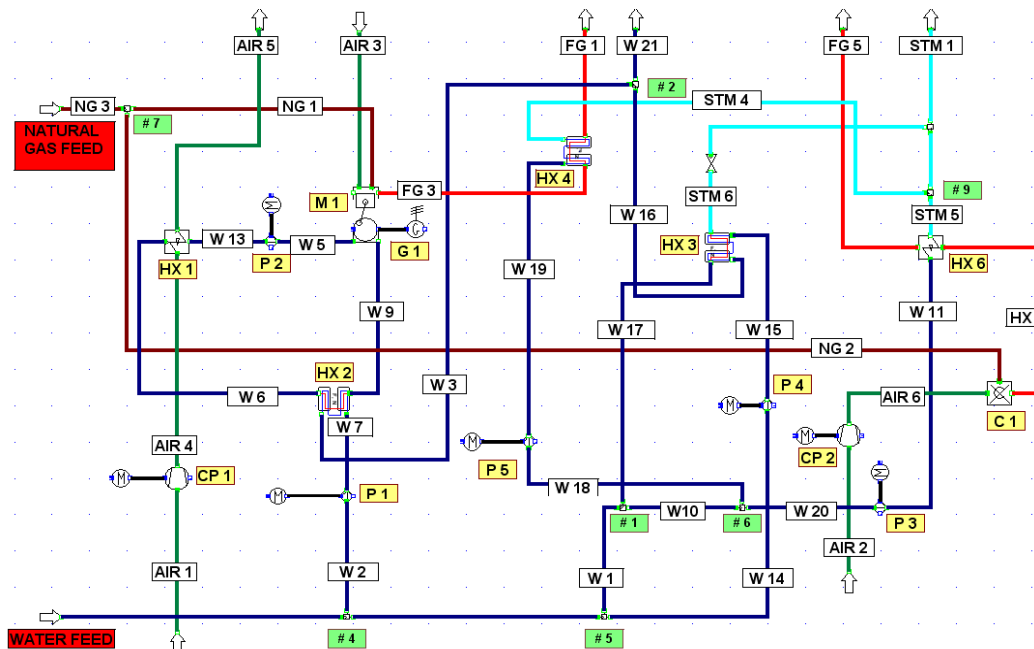 AIR 5
AIR 3
FG 1
W 21
FG 5
STM 1
NG 3
NG 1
# 7
# 2
STM 4
NATURAL
GAS FEED
HX 4
M 1
FG 3
STM 6
# 9
W 13
W 5
G 1
W 16
STM 5
HX 1
P 2
HX 3
HX 6
W 19
W 9
W 17
W 15
W 11
HX
NG 2
HX 2
W 3
P 4
W 6
AIR 6
W 7
C 1
AIR 4
P 5
CP 2
CP 1
P 1
W 18
W10
W 20
# 1
# 6
P 3
AIR 2
AIR 1
W 2
W 1
W 14
WATER FEED
# 4
# 5
M
M
M
M
M